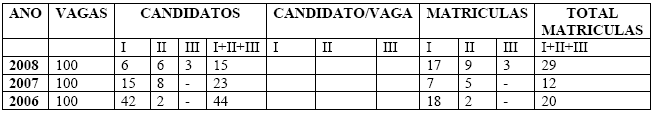 ANO VAGAS CANDIDATOS CANDIDATO/VAGA MATRICULAS TOTAL MATRICULAS
I II III I+II+III I II III I II III I+II+III
2008 100 6 6 3 15 17 9 3 29
2007 100 15 8 - 23 7 5 - 12
2006 100 42 2 - 44 18 2 - 20